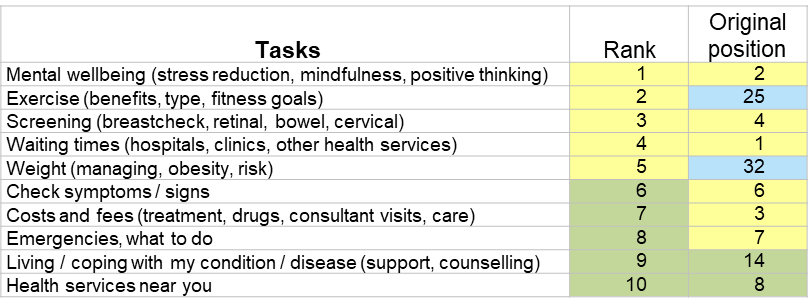 Tasks Rank Original position
Mental wellbeing (stress reduction, mindfulness, positive thinking) 1 2
Exercise (benefits, type, fitness goals) 2 25
Screening (breastcheck, retinal, bowel, cervical) 3 4
Waiting times (hospitals, clinics, other health services) 4 1
Weight (managing, obesity, risk) 5 32
Check symptoms / signs 6 6
Costs and fees (treatment, drugs, consultant visits, care) 7 3
Emergencies, what to do 8 7
Living / coping with my condition / disease (support, counselling) 9 14
Health services near you 10 8